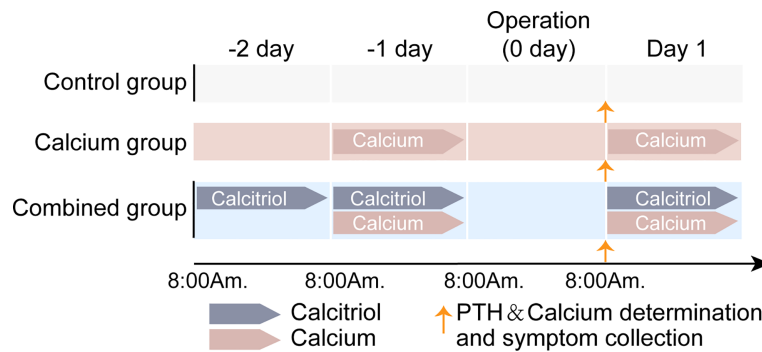 Operation
-2 day -1 day (0 day) Day 1
Control group
Calcium group Calcium Calcium
Combined group Calcitriol Calcitriol Calcitriol
Calcium Calcium
8:00Am. 8:00Am. 8:00Am. 8:00Am.
Calcitriol
Calcium
PTH&Calcium determination
and symptom collection